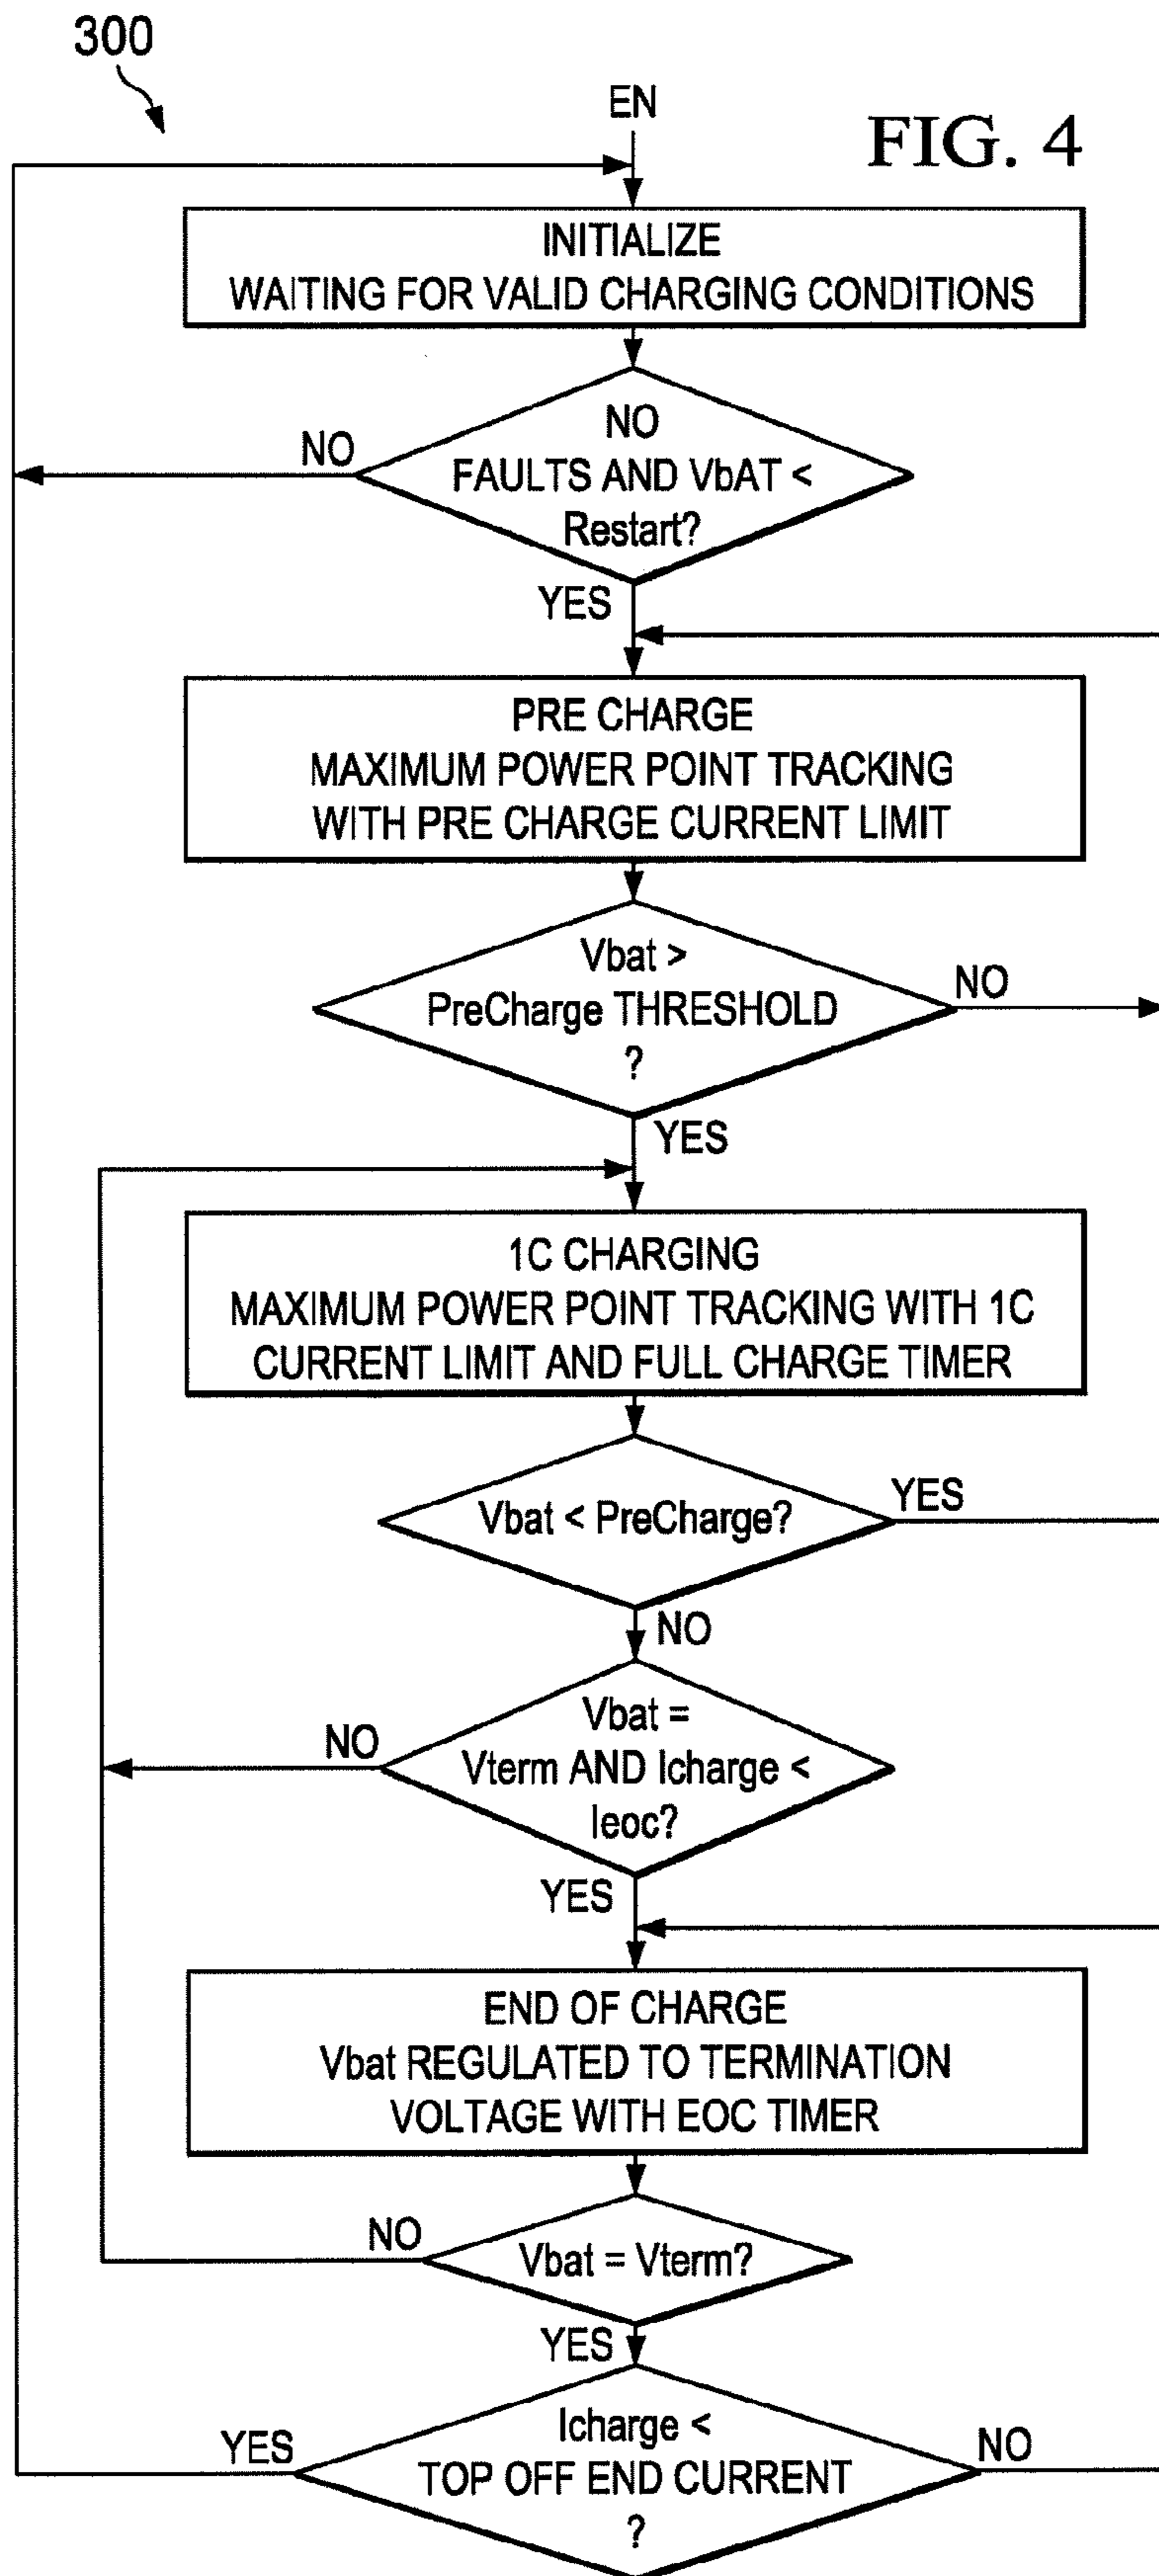 300
EN
FIG. 4
INITIALIZE
WAITING FOR VALID CHARGING CONDITIONS
NO
NO
FAULTS AND VbAT <
Restart?
YES
PRE CHARGE
MAXIMUM POWER POINT TRACKING
WITH PRE CHARGE CURRENT LIMIT
Vbat >
PreCharge THRESHOLD
?
NO
YES
1C CHARGING
MAXIMUM POWER POINT TRACKING WITH 1C
CURRENT LIMIT AND FULL CHARGE TIMER
Vbat < PreCharge?
YES
NO
NO
Vbat =
Vterm AND Icharge <
Ieoc?
YES
END OF CHARGE
Vbat REGULATED TO TERMINATION
VOLTAGE WITH EOC TIMER
NO
Vbat = Vterm?
YES
YES
Icharge <
TOP OFF END CURRENT
?
NO